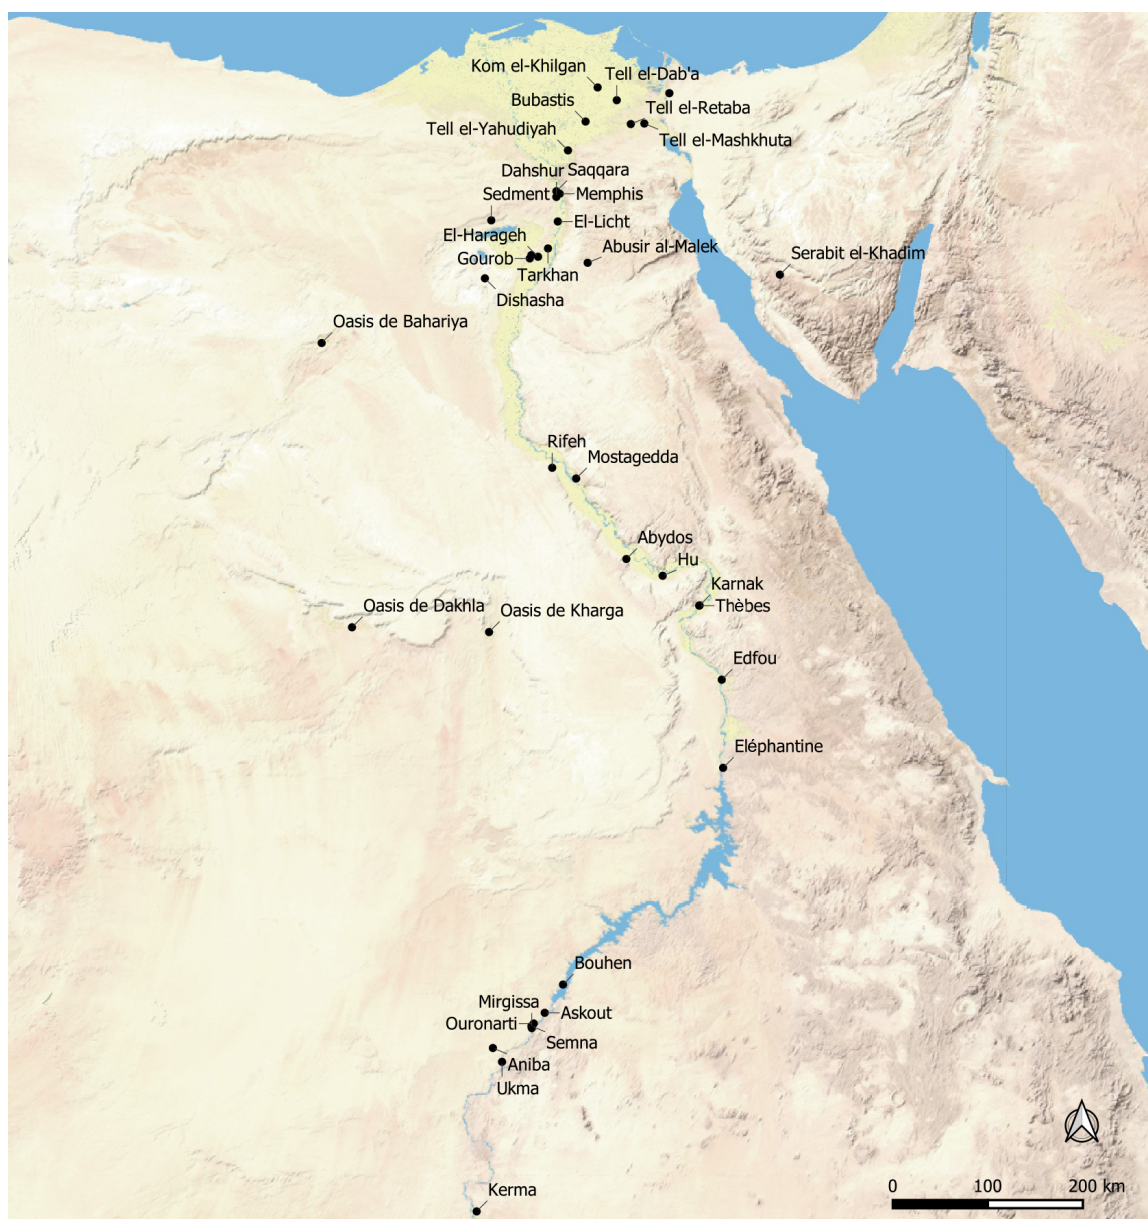 Kom el-Khilgan
Tell el-Dab'a
Bubastis
Tell el-Retaba
Tell el-Yahudiyah
Tell el-Mashkhuta
Dahshur
Saqqara
Sedment
Memphis
El-Licht
El-Harageh
Abusir al-Malek
Gourob
Serabit el-Khadim
Tarkhan
Dishasha
Oasis de Bahariya
Rifeh
Mostagedda
Abydos
Hu
Karnak
Thèbes
Oasis de Dakhla
Oasis de Kharga
Edfou
Eléphantine
Bouhen
Mirgissa
Askout
Ouronarti
Semna
Aniba
Ukma
Kerma
0 100 200 km